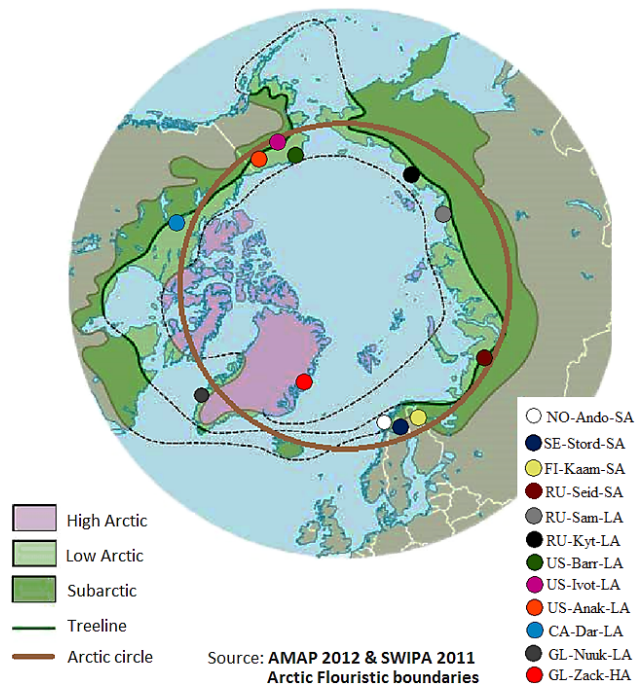 NO-Ando-SA
SE-Stord-SA
FI-Kaam-SA
RU-Seid-SA
RU-Sam-LA
RU-Kyt-LA
US-Barr-LA
US-Ivot-LA
US-Anak-LA
CA-Dar-LA
GL-Nuuk-LA
GL-Zack-HA
High Arctic
Low Arctic
Subarctic
Treeline
Arctic circle
Source: AMAP 2012 & SWIPA 2011
Arctic Flouristic boundaries